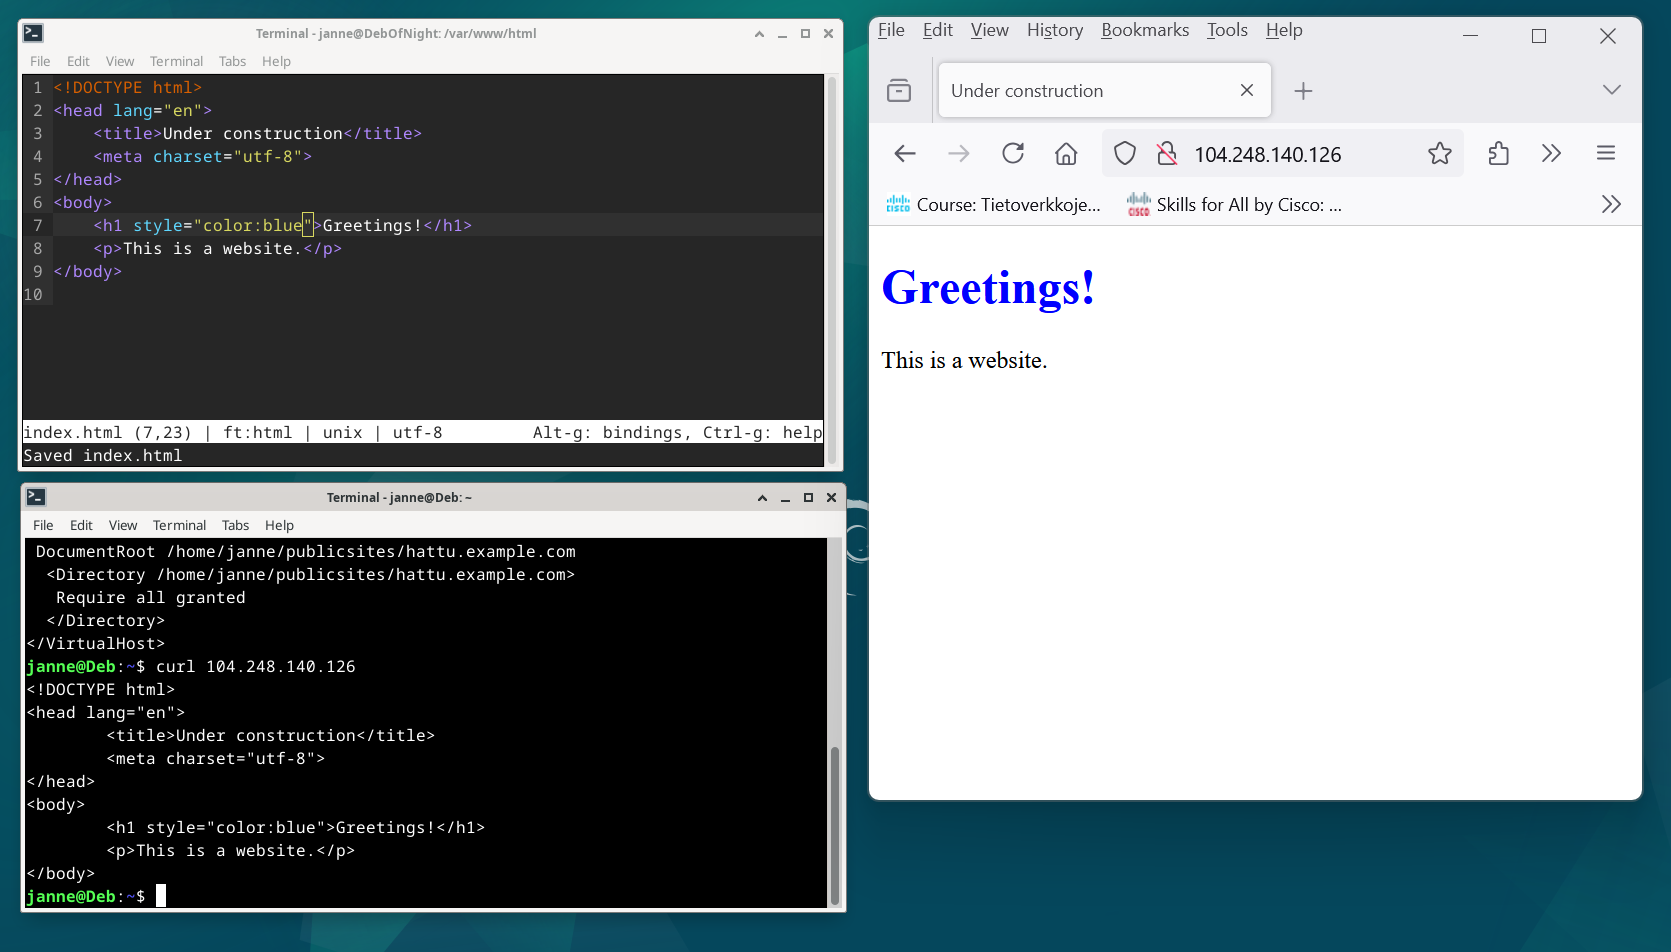 Terminal - janne@DebOfNight: /var/www/html
File Edit View Terminal Tabs Help
1 <!DOCTYPE html>
2 <head lang="en">
3     <title>Under construction</title>
4     <meta charset="utf-8">
5 </head>
6 <body>
7     <h1 style="color:blue">Greetings!</h1>
8     <p>This is a website.</p>
9 </body>
10
index.html (7,23) | ft:html | unix | utf-8 Alt-g: bindings, Ctrl-g: help
Saved index.html
Terminal - janne@Deb: ~
File Edit View Terminal Tabs Help
 DocumentRoot /home/janne/publicsites/hattu.example.com
  <Directory /home/janne/publicsites/hattu.example.com>
   Require all granted
  </Directory>
</VirtualHost>
janne@Deb:~$ curl 104.248.140.126
<!DOCTYPE html>
<head lang="en">
        <title>Under construction</title>
        <meta charset="utf-8">
</head>
<body>
        <h1 style="color:blue">Greetings!</h1>
        <p>This is a website.</p>
</body>
janne@Deb:~$
File Edit View History Bookmarks Tools Help
Under construction
104.248.140.126
CISCO Course: Tietoverkkoje... CISCO Skills for All by Cisco: ...
Greetings!
This is a website.